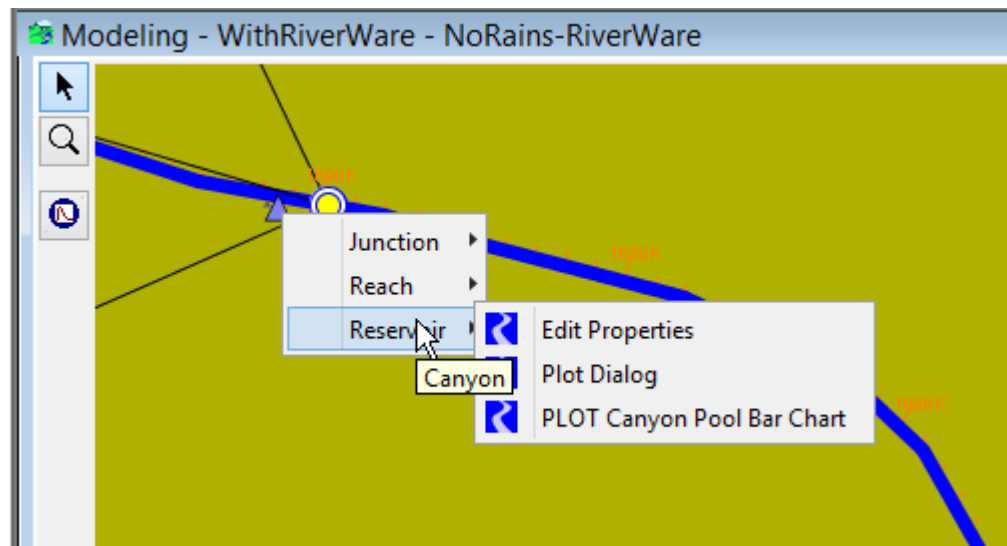 Modeling - WithRiverWare - NoRains-RiverWare
Junction
Reach
Reservoir
Canyon
Edit Properties
Plot Dialog
PLOT Canyon Pool Bar Chart